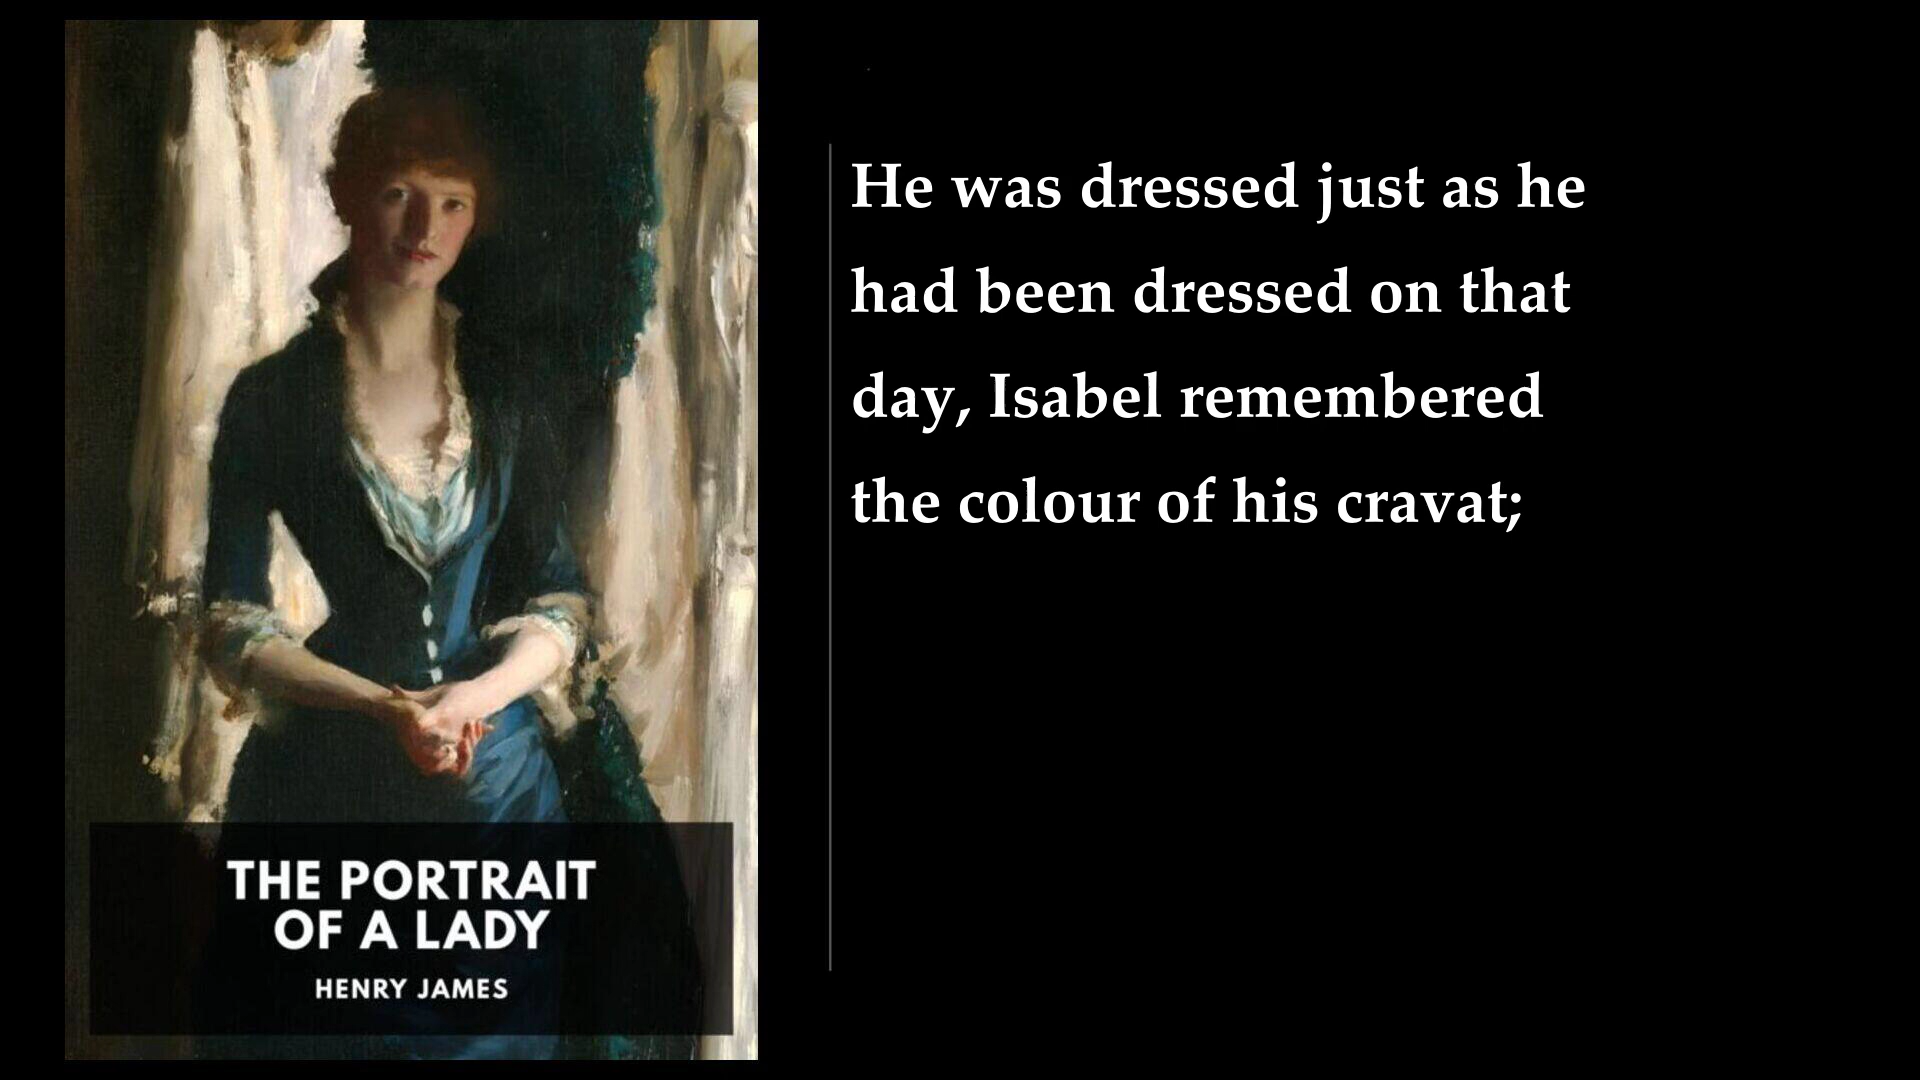 THE PORTRAIT
OF A LADY
HENRY JAMES
He was dressed just as he
had been dressed on that
day, Isabel remembered
the colour of his cravat;